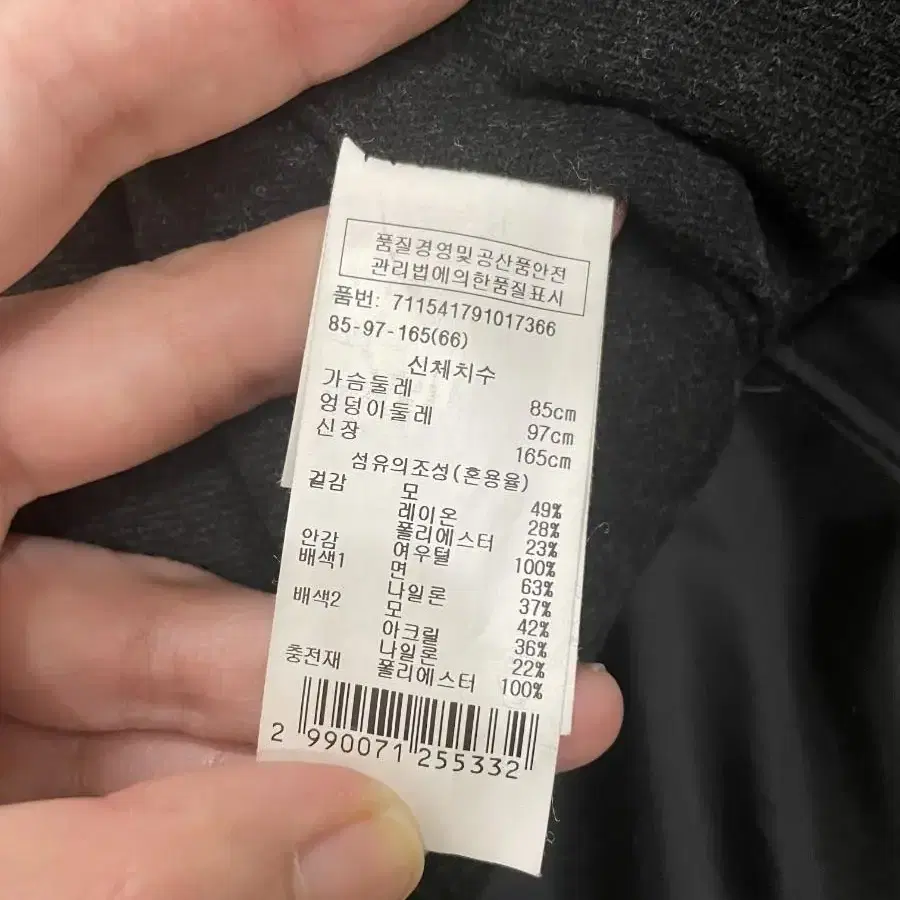 품질경영및공산품안전
관리법에의한품질표시
품번: 711541791017366
85-97-165(66)
신체치수
가슴둘레 85cm
엉덩이둘레 97cm
신장 165cm
섬유의조성(혼용율)
겉감 모 49%
레이온 28%
폴리에스터 23%
안감 여우털 100%
배색1 면 63%
나일론 37%
배색2 모 42%
아크릴 36%
나일론 22%
충전재 폴리에스터 100%
2 990071 255332